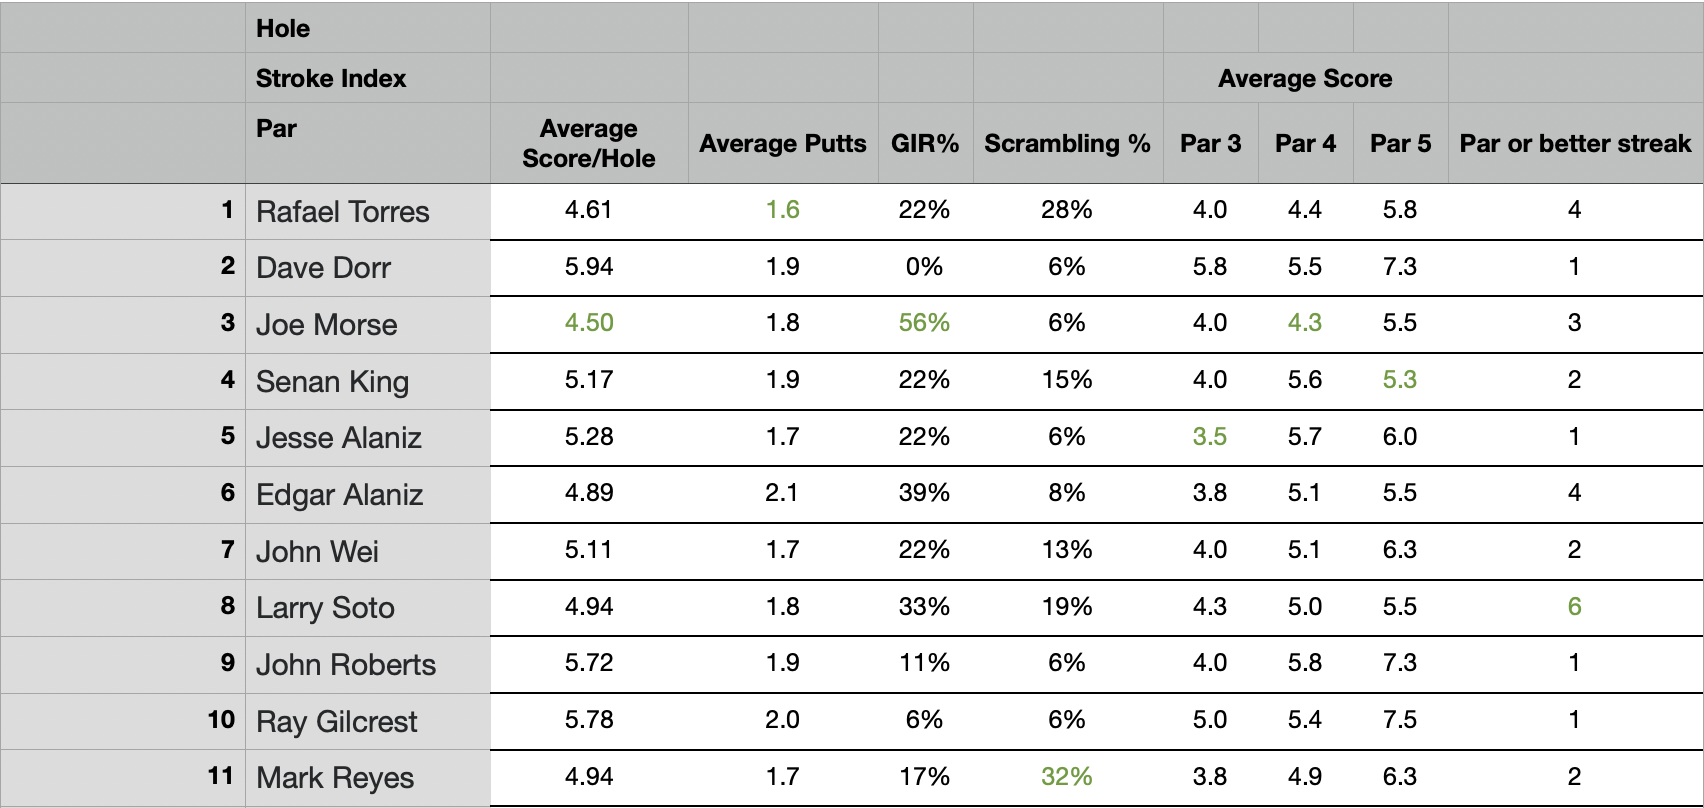 Hole
Stroke Index Average Score
Par Average Score/Hole Average Putts GIR% Scrambling % Par 3 Par 4 Par 5 Par or better streak
1 Rafael Torres 4.61 1.6 22% 28% 4.0 4.4 5.8 4
2 Dave Dorr 5.94 1.9 0% 6% 5.8 5.5 7.3 1
3 Joe Morse 4.50 1.8 56% 6% 4.0 4.3 5.5 3
4 Senan King 5.17 1.9 22% 15% 4.0 5.6 5.3 2
5 Jesse Alaniz 5.28 1.7 22% 6% 3.5 5.7 6.0 1
6 Edgar Alaniz 4.89 2.1 39% 8% 3.8 5.1 5.5 4
7 John Wei 5.11 1.7 22% 13% 4.0 5.1 6.3 2
8 Larry Soto 4.94 1.8 33% 19% 4.3 5.0 5.5 6
9 John Roberts 5.72 1.9 11% 6% 4.0 5.8 7.3 1
10 Ray Gilcrest 5.78 2.0 6% 6% 5.0 5.4 7.5 1
11 Mark Reyes 4.94 1.7 17% 32% 3.8 4.9 6.3 2